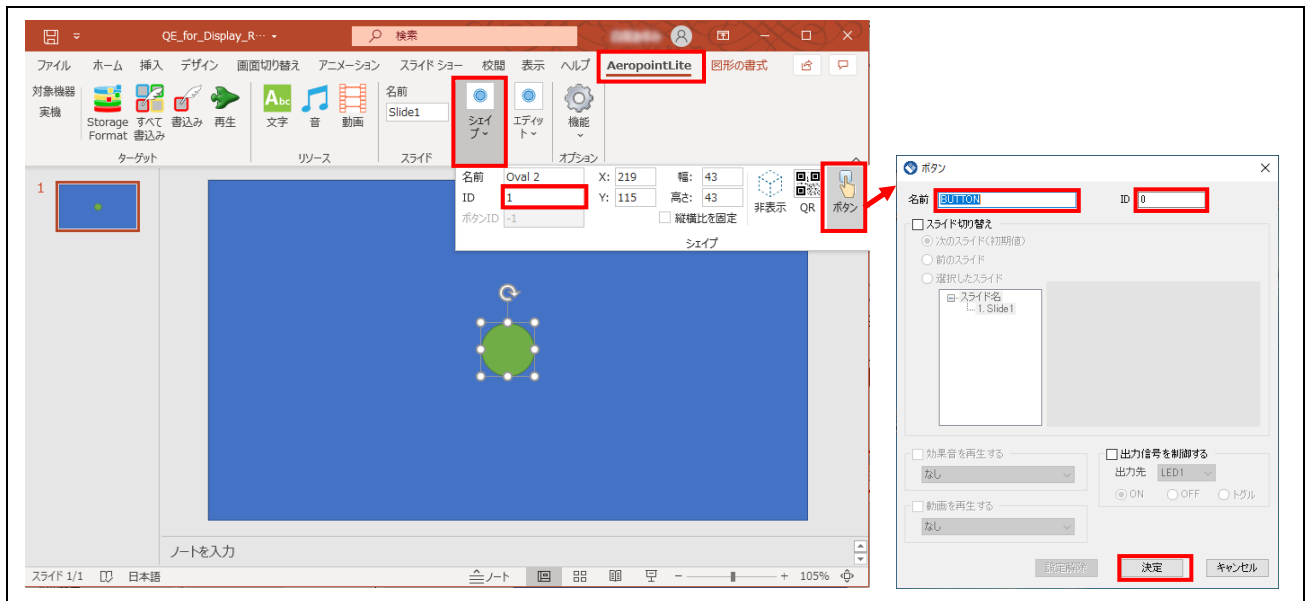 QE_for_Display_R…
検索
ファイル ホーム 挿入 デザイン 画面切り替え アニメーション スライド ショー 校閲 表示 ヘルプ AeropointLite 図形の書式
対象機器
実機
Storage Format
すべて書込み
書込み
再生
ターゲット
Abc
文字
音
動画
リソース
名前
Slide1
スライド
シェイプ
エディット
機能
オプション
名前 Oval 2 X: 219 幅: 43
ID 1 Y: 115 高さ: 43
ボタンID -1 縦横比を固定
非表示 QR ボタン
シェイプ
1
ノートを入力
スライド 1/1 日本語 ノート 105%
ボタン
名前 BUTTON ID 0
スライド切り替え
次のスライド(初期値)
前のスライド
選択したスライド
スライド名
1. Slide1
効果音を再生する
なし
動画を再生する
なし
出力信号を制御する
出力先 LED1
ON OFF トグル
設定解除 決定 キャンセル